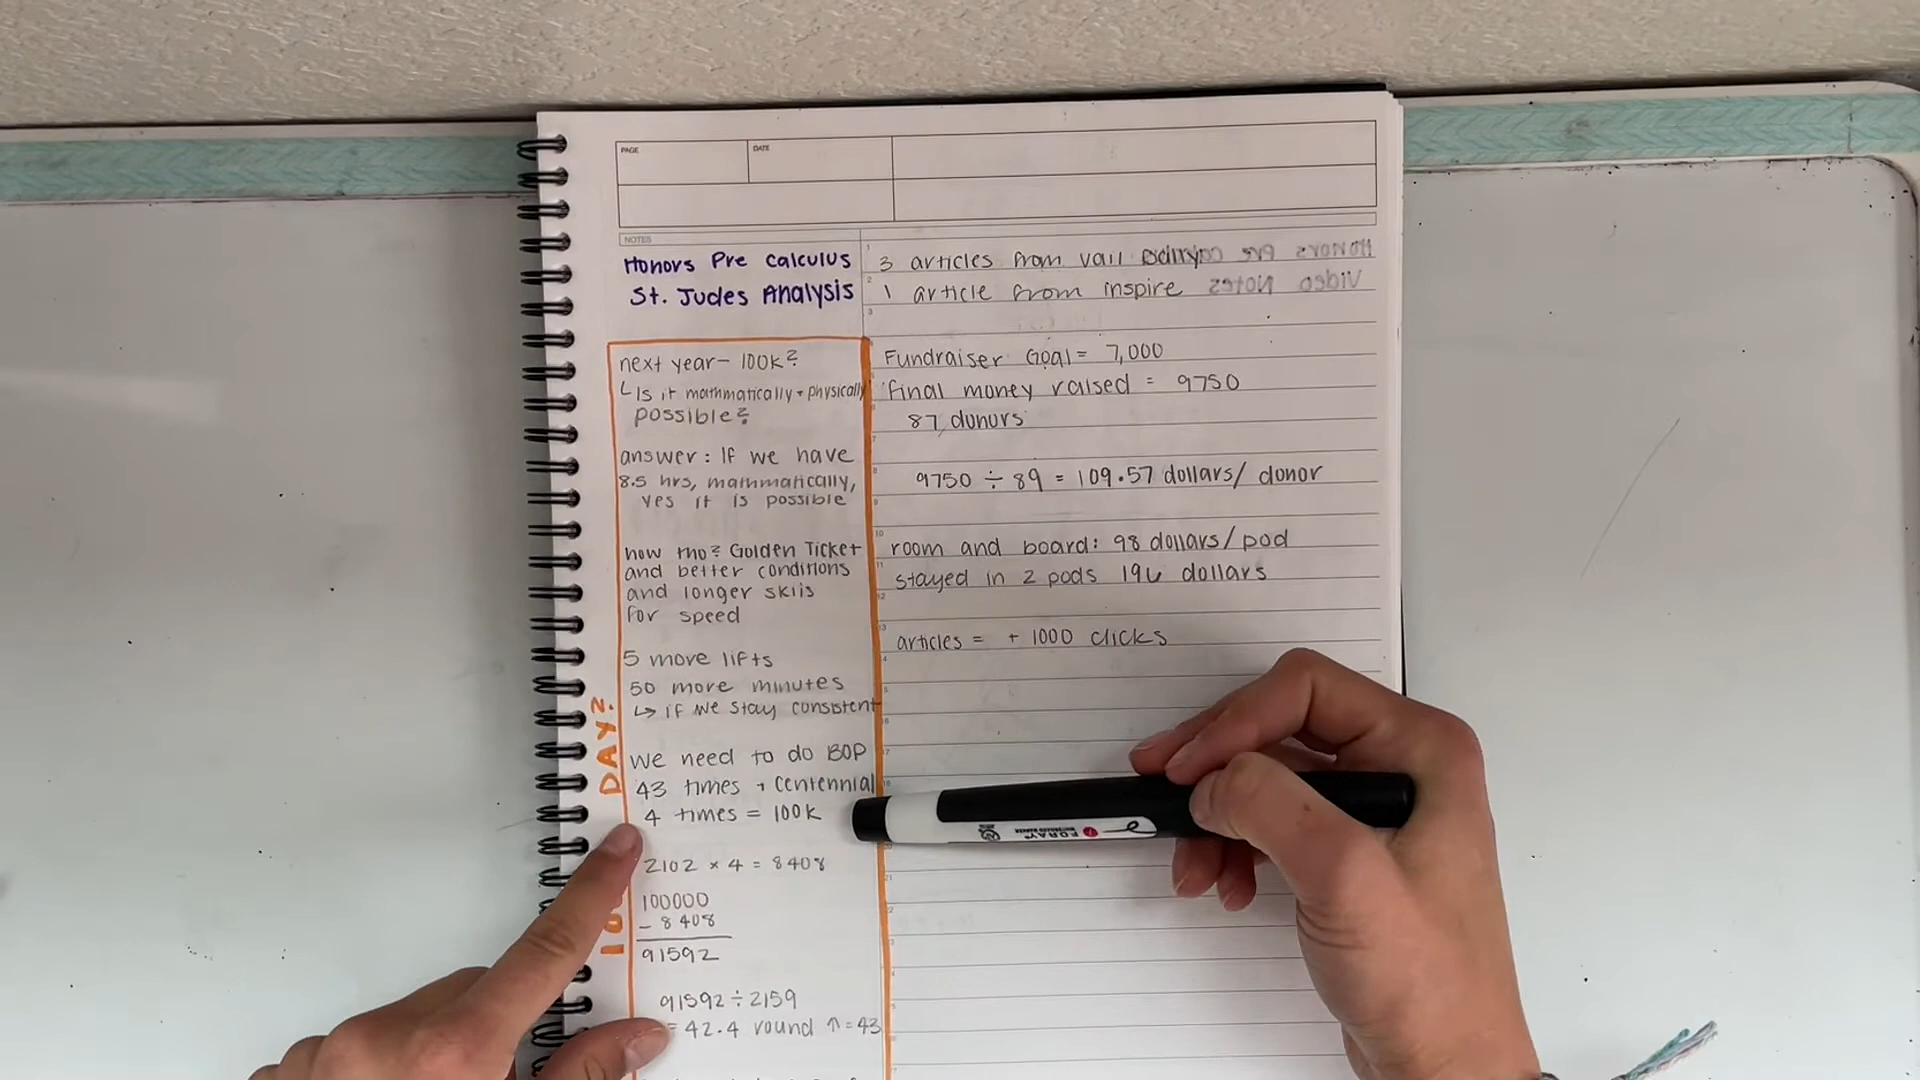 PAGE
DATE
NOTES
Honors Pre Calculus
St. Judes Analysis
next year- 100k?
↳ Is it mathmatically + physically
possible?
answer: If we have
8.5 hrs, mathmatically,
yes it is possible
how tho? Golden Ticket
and better conditions
and longer skiis
for speed
5 more lifts
50 more minutes
↳ if we stay consistent
We need to do BOP
43 times + Centennial
4 times = 100k
2102 × 4 = 8408
100000
- 8408
91592
91592 ÷ 2159
= 42.4 round ↑ = 43
DAY?
3 articles from vail
1 article from inspire
Fundraiser Goal = 7,000
final money raised = 9750
87 donors
9750 ÷ 89 = 109.57 dollars/ donor
room and board: 98 dollars/pod
stayed in 2 pods 196 dollars
articles = + 1000 clicks
FORAY